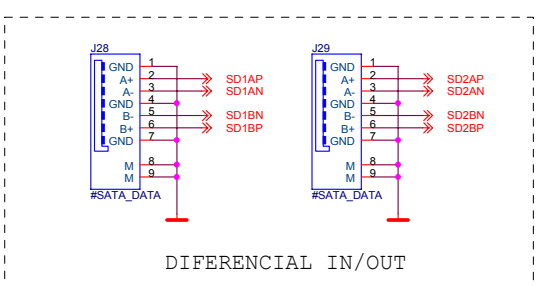 J28
GND 1
A+ 2 SD1AP
A- 3 SD1AN
GND 4
B- 5 SD1BN
B+ 6 SD1BP
GND 7
M 8
M 9
#SATA_DATA
J29
GND 1
A+ 2 SD2AP
A- 3 SD2AN
GND 4
B- 5 SD2BN
B+ 6 SD2BP
GND 7
M 8
M 9
#SATA_DATA
DIFERENCIAL IN/OUT